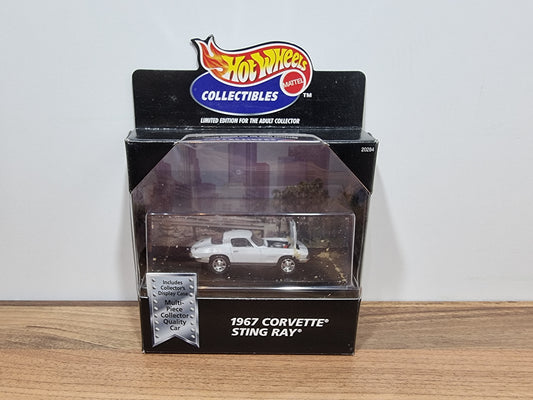 Hot Wheels
MATTEL
COLLECTIBLES™
LIMITED EDITION FOR THE ADULT COLLECTOR
20284
Includes
Collector's
Display Case
Multi-
Piece
Collector
Quality
Car
1967 CORVETTE®
STING RAY®